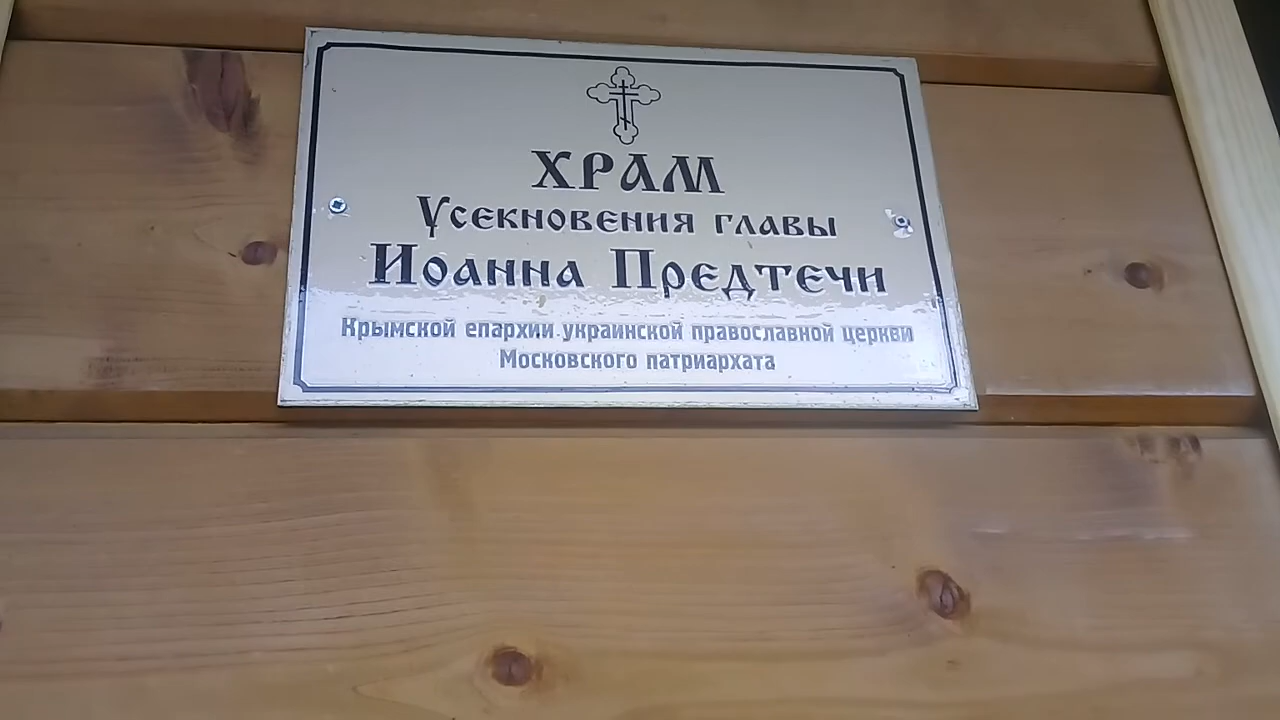 ХРАМ
Усекновения главы
Иоанна Предтечи
Крымской епархии украинской православной церкви
Московского патриархата